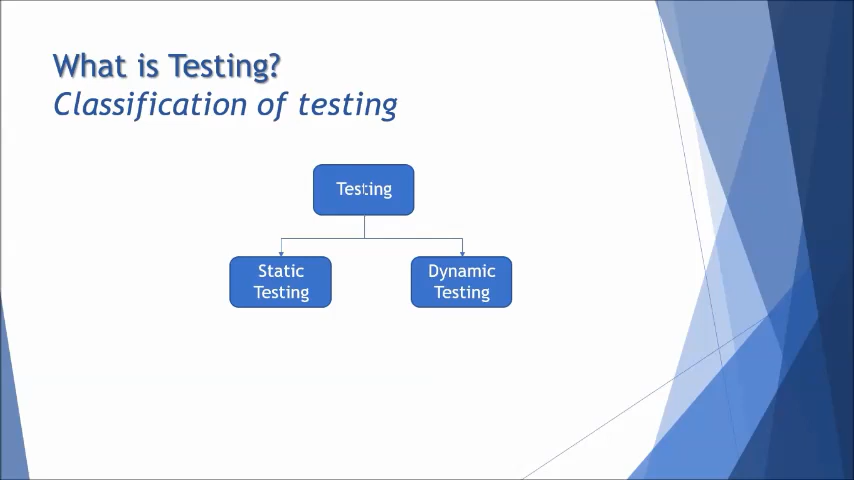 What is Testing?
Classification of testing
Testing
Static
Testing
Dynamic
Testing